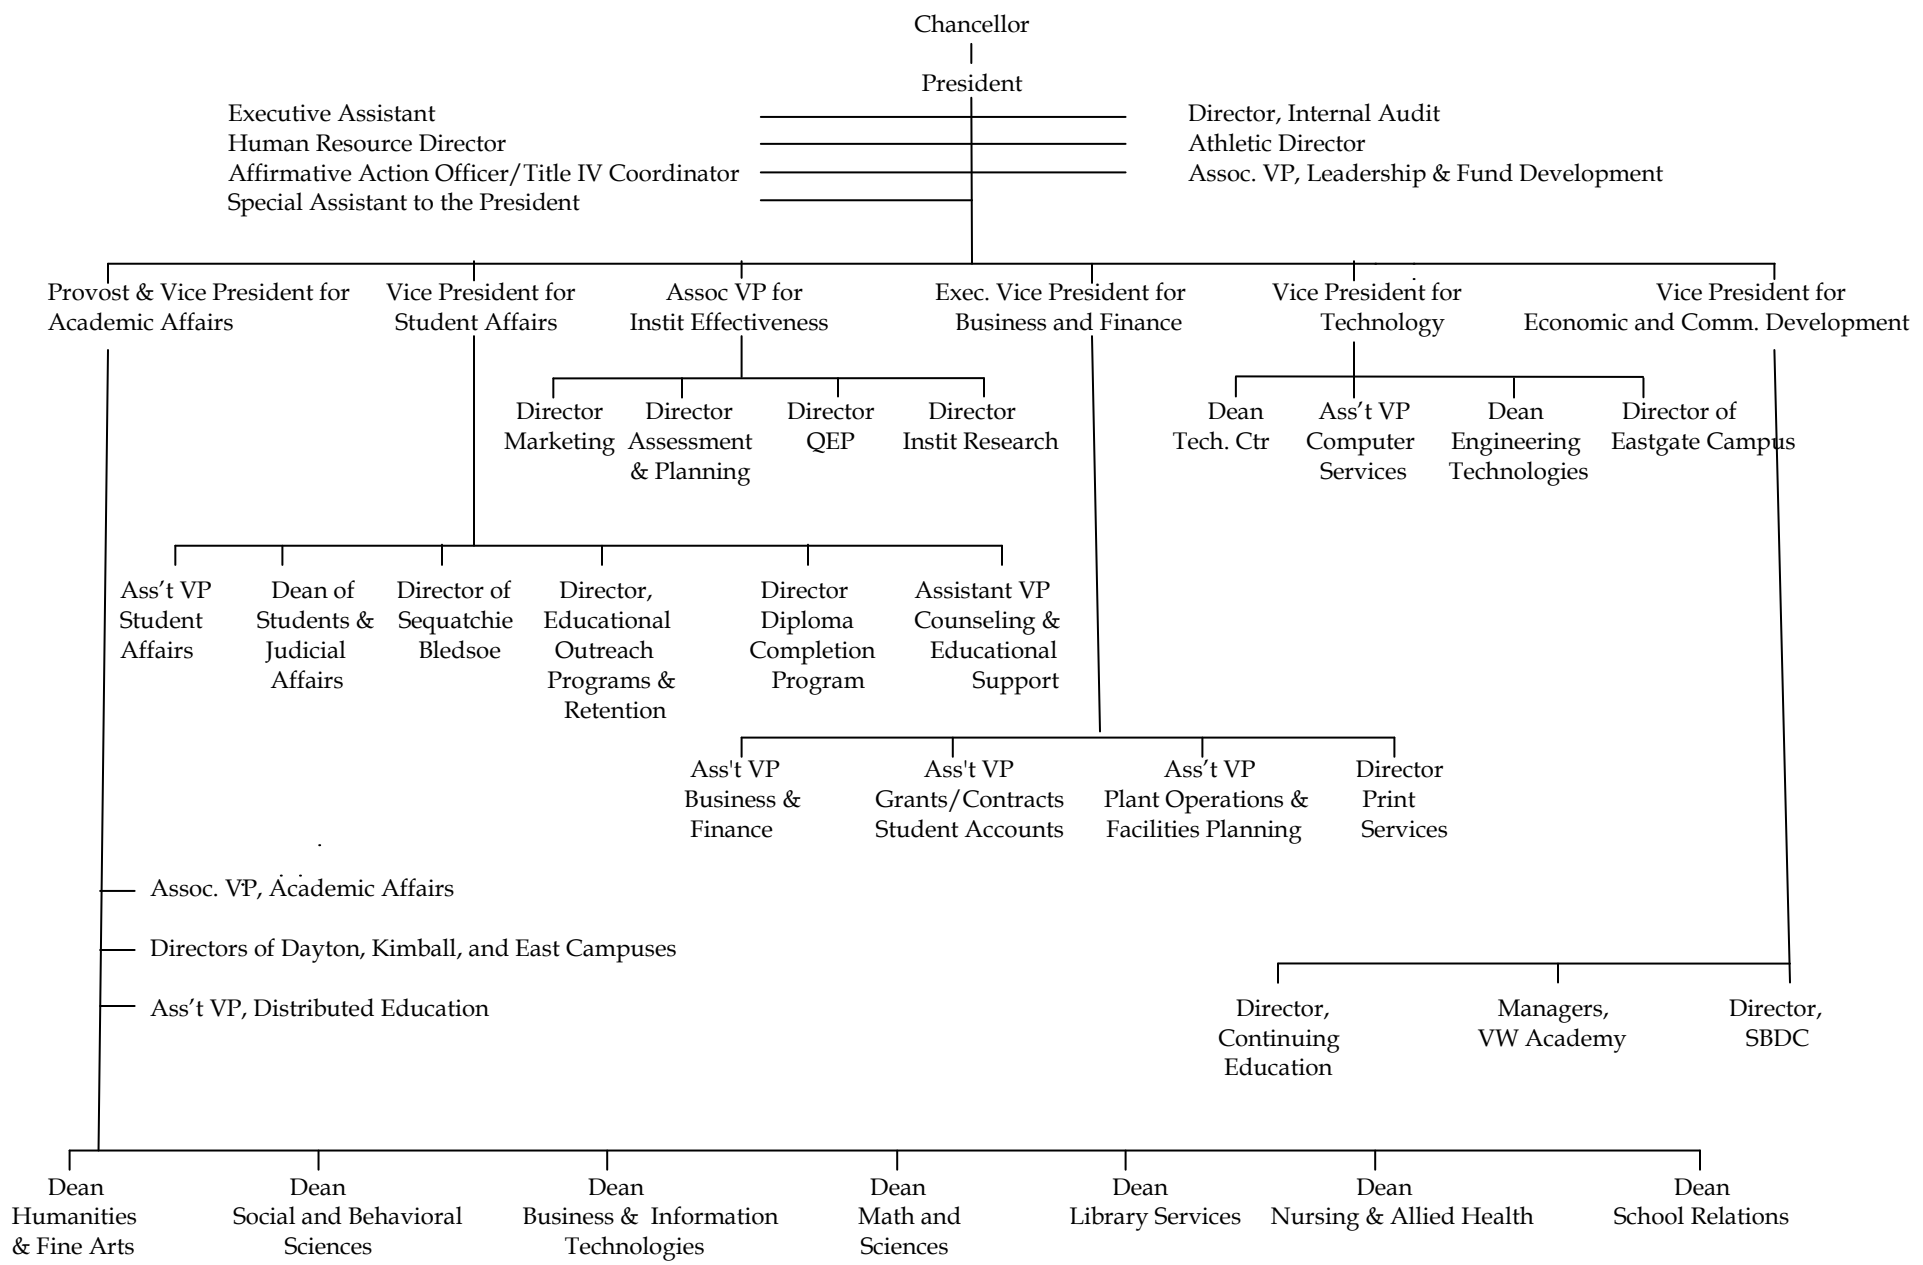 Chancellor
President
Executive Assistant
Human Resource Director
Affirmative Action Officer/Title IV Coordinator
Special Assistant to the President
Director, Internal Audit
Athletic Director
Assoc. VP, Leadership & Fund Development
Provost & Vice President for
Academic Affairs
Vice President for
Student Affairs
Assoc VP for
Instit Effectiveness
Exec. Vice President for
Business and Finance
Vice President for
Technology
Vice President for
Economic and Comm. Development
Director
Marketing
Director
Assessment
& Planning
Director
QEP
Director
Instit Research
Dean
Tech. Ctr
Ass’t VP
Computer
Services
Dean
Engineering
Technologies
Director of
Eastgate Campus
Ass’t VP
Student
Affairs
Dean of
Students &
Judicial
Affairs
Director of
Sequatchie
Bledsoe
Director,
Educational
Outreach
Programs &
Retention
Director
Diploma
Completion
Program
Assistant VP
Counseling &
Educational
Support
Ass't VP
Business &
Finance
Ass't VP
Grants/Contracts
Student Accounts
Ass’t VP
Plant Operations &
Facilities Planning
Director
Print
Services
Assoc. VP, Academic Affairs
Directors of Dayton, Kimball, and East Campuses
Ass’t VP, Distributed Education
Director,
Continuing
Education
Managers,
VW Academy
Director,
SBDC
Dean
Humanities
& Fine Arts
Dean
Social and Behavioral
Sciences
Dean
Business & Information
Technologies
Dean
Math and
Sciences
Dean
Library Services
Dean
Nursing & Allied Health
Dean
School Relations